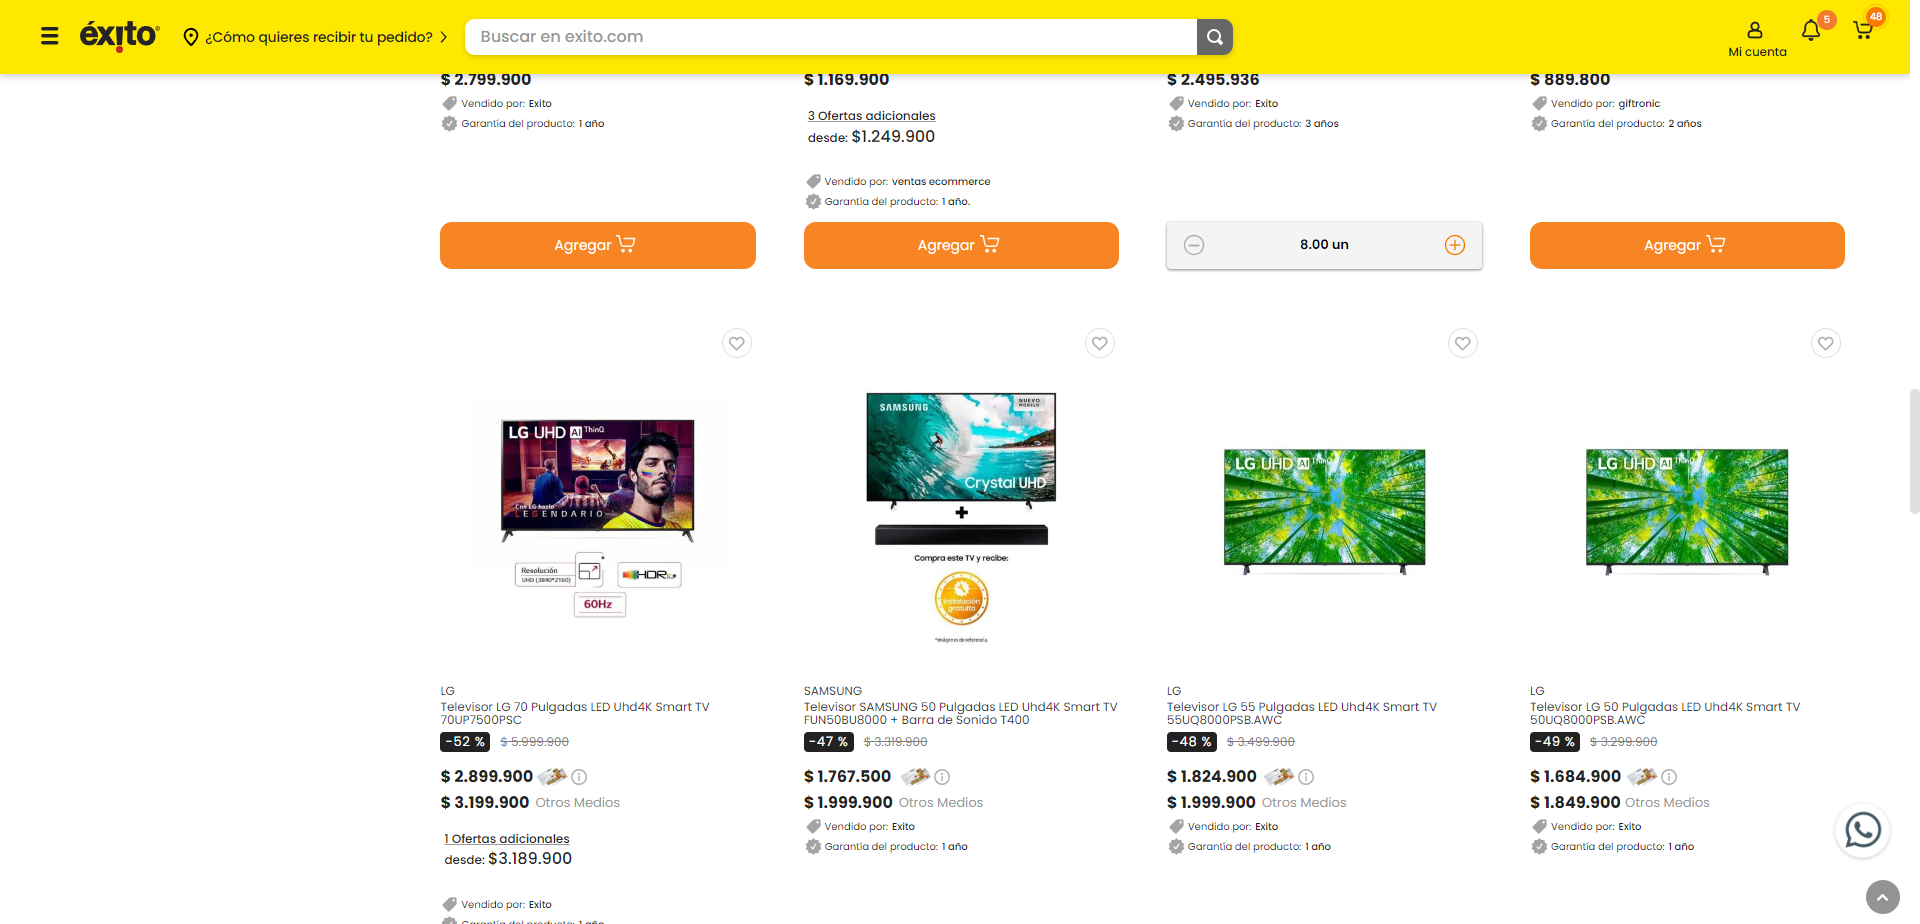 éxito
¿Cómo quieres recibir tu pedido?
Buscar en exito.com
Mi cuenta
5
48
$ 2.799.900
Vendido por: Exito
Garantía del producto: 1 año
Agregar
$ 1.169.900
3 Ofertas adicionales
desde: $1.249.900
Vendido por: ventas ecommerce
Garantía del producto: 1 año.
Agregar
$ 2.495.936
Vendido por: Exito
Garantía del producto: 3 años
8.00 un
$ 889.800
Vendido por: giftronic
Garantía del producto: 2 años
Agregar
LG UHD AI ThinQ
Con LG hazlo
LEGENDARIO
Resolución
UHD (3840*2160)
HDR
60Hz
LG
Televisor LG 70 Pulgadas LED Uhd4K Smart TV
70UP7500PSC
-52 % $ 5.999.900
$ 2.899.900
$ 3.199.900 Otros Medios
1 Ofertas adicionales
desde: $3.189.900
Vendido por: Exito
Garantía del producto: 1 año
SAMSUNG
NUEVO
MODELO
Crystal UHD
+
Compra este TV y recibe:
Instalación
gratuita
*Imágenes de referencia.
SAMSUNG
Televisor SAMSUNG 50 Pulgadas LED Uhd4K Smart TV
FUN50BU8000 + Barra de Sonido T400
-47 % $ 3.319.900
$ 1.767.500
$ 1.999.900 Otros Medios
Vendido por: Exito
Garantía del producto: 1 año
LG UHD AI ThinQ
LG
Televisor LG 55 Pulgadas LED Uhd4K Smart TV
55UQ8000PSB.AWC
-48 % $ 3.499.900
$ 1.824.900
$ 1.999.900 Otros Medios
Vendido por: Exito
Garantía del producto: 1 año
LG UHD AI ThinQ
LG
Televisor LG 50 Pulgadas LED Uhd4K Smart TV
50UQ8000PSB.AWC
-49 % $ 3.299.900
$ 1.684.900
$ 1.849.900 Otros Medios
Vendido por: Exito
Garantía del producto: 1 año